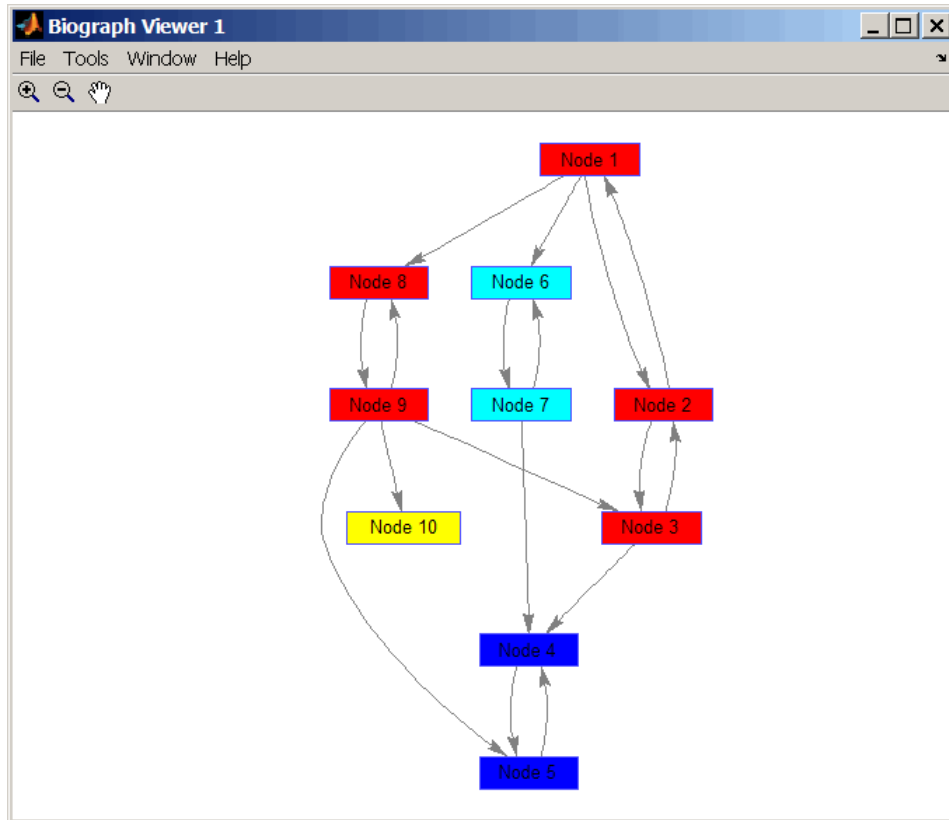 Biograph Viewer 1
File Tools Window Help
Node 1
Node 8 Node 6
Node 9 Node 7 Node 2
Node 10 Node 3
Node 4
Node 5